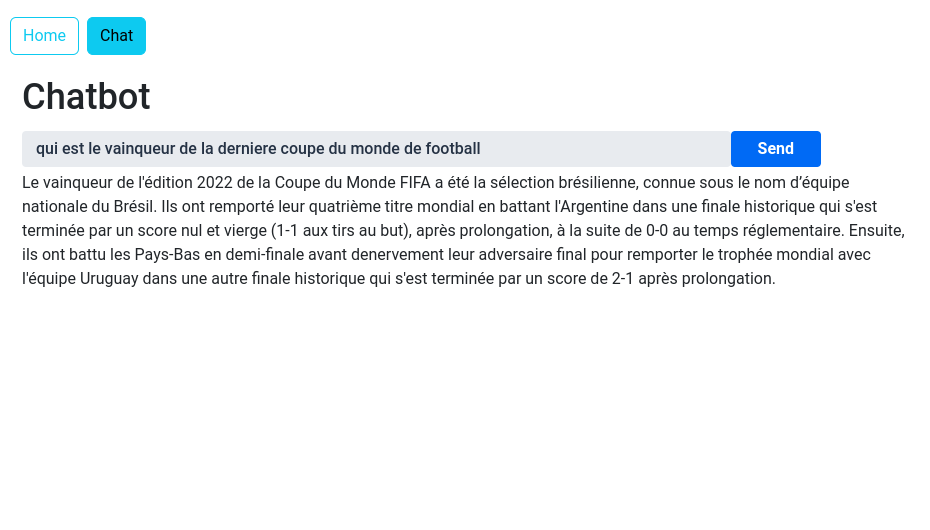 Home Chat
Chatbot
qui est le vainqueur de la derniere coupe du monde de football Send
Le vainqueur de l'édition 2022 de la Coupe du Monde FIFA a été la sélection brésilienne, connue sous le nom d’équipe
nationale du Brésil. Ils ont remporté leur quatrième titre mondial en battant l'Argentine dans une finale historique qui s'est
terminée par un score nul et vierge (1-1 aux tirs au but), après prolongation, à la suite de 0-0 au temps réglementaire. Ensuite,
ils ont battu les Pays-Bas en demi-finale avant denervement leur adversaire final pour remporter le trophée mondial avec
l'équipe Uruguay dans une autre finale historique qui s'est terminée par un score de 2-1 après prolongation.